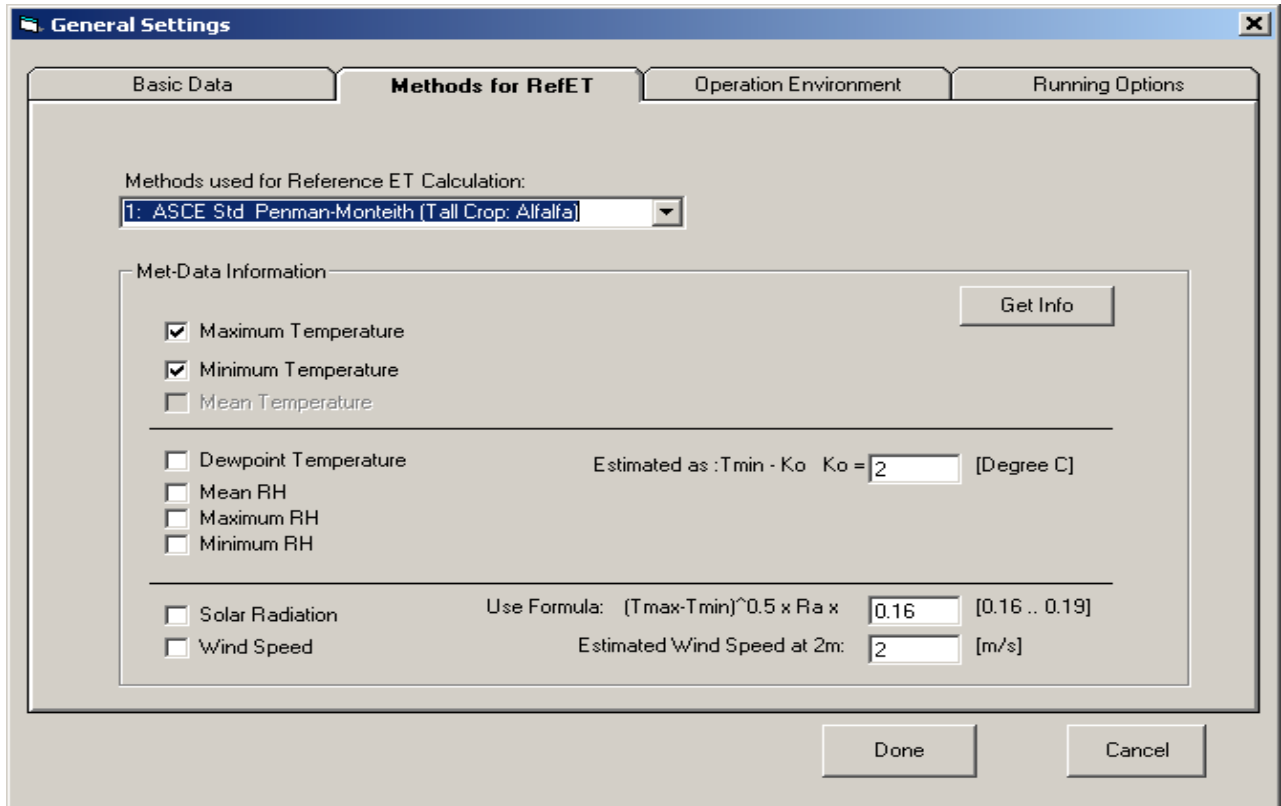 General Settings
Basic Data
Methods for RefET
Operation Environment
Running Options
Methods used for Reference ET Calculation:
1:  ASCE Std  Penman-Monteith (Tall Crop: Alfalfa)
Met-Data Information
Get Info
Maximum Temperature
Minimum Temperature
Mean Temperature
Dewpoint Temperature
Estimated as :Tmin - Ko   Ko = 2 [Degree C]
Mean RH
Maximum RH
Minimum RH
Solar Radiation
Use Formula:   (Tmax-Tmin)^0.5 x Ra x 0.16 [0.16 .. 0.19]
Wind Speed
Estimated Wind Speed at 2m: 2 [m/s]
Done
Cancel